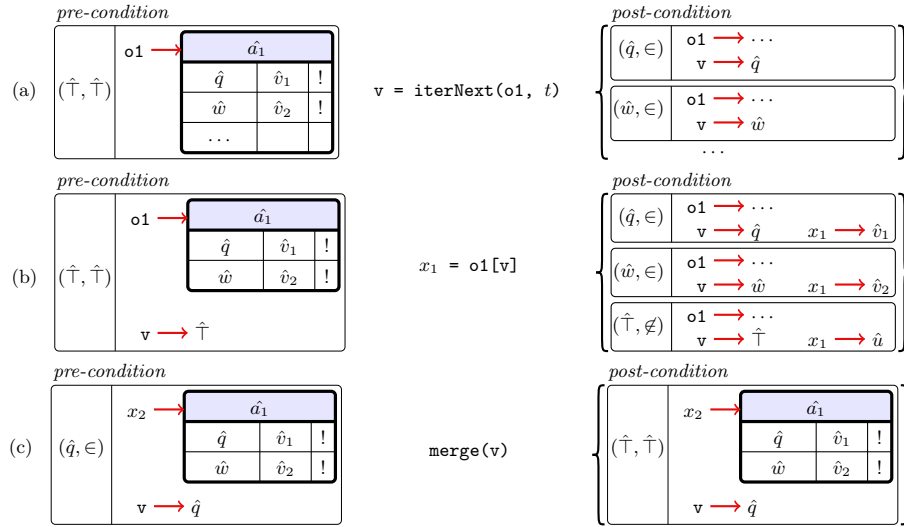 pre-condition
post-condition
(a)
(⊤̂, ⊤̂)
o1
â₁
q̂ v̂₁ !
ŵ v̂₂ !
⋯
v = iterNext(o1, t)
(q̂, ∈)
o1 ⋯
v q̂
(ŵ, ∈)
o1 ⋯
v ŵ
⋯
pre-condition
post-condition
(b)
(⊤̂, ⊤̂)
o1
â₁
q̂ v̂₁ !
ŵ v̂₂ !
v ⊤̂
x₁ = o1[v]
(q̂, ∈)
o1 ⋯
v q̂ x₁ v̂₁
(ŵ, ∈)
o1 ⋯
v ŵ x₁ v̂₂
(⊤̂, ∉)
o1 ⋯
v ⊤̂ x₁ û
pre-condition
post-condition
(c)
(q̂, ∈)
x₂
â₁
q̂ v̂₁ !
ŵ v̂₂ !
v q̂
merge(v)
(⊤̂, ⊤̂)
x₂
â₁
q̂ v̂₁ !
ŵ v̂₂ !
v q̂